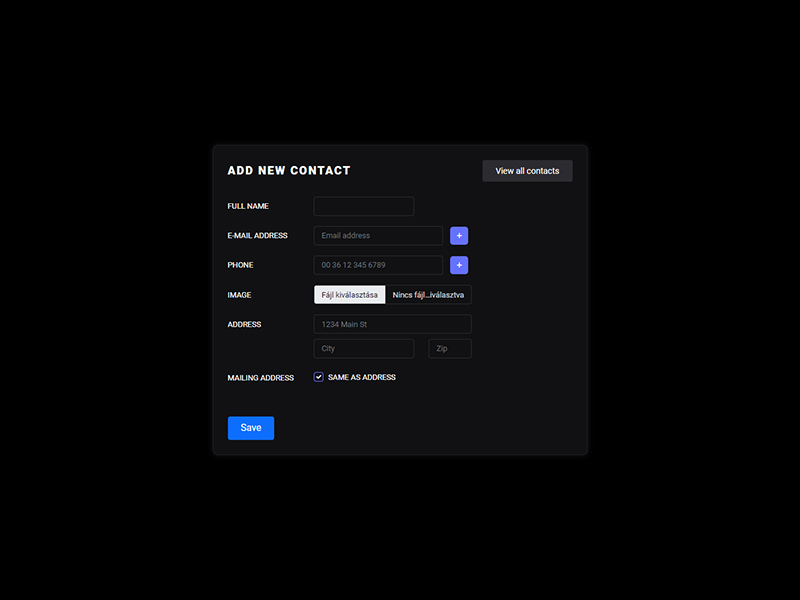 ADD NEW CONTACT
View all contacts
FULL NAME
E-MAIL ADDRESS
Email address
+
PHONE
00 36 12 345 6789
+
IMAGE
Fájl kiválasztása
Nincs fájl...iválasztva
ADDRESS
1234 Main St
City
Zip
MAILING ADDRESS
SAME AS ADDRESS
Save